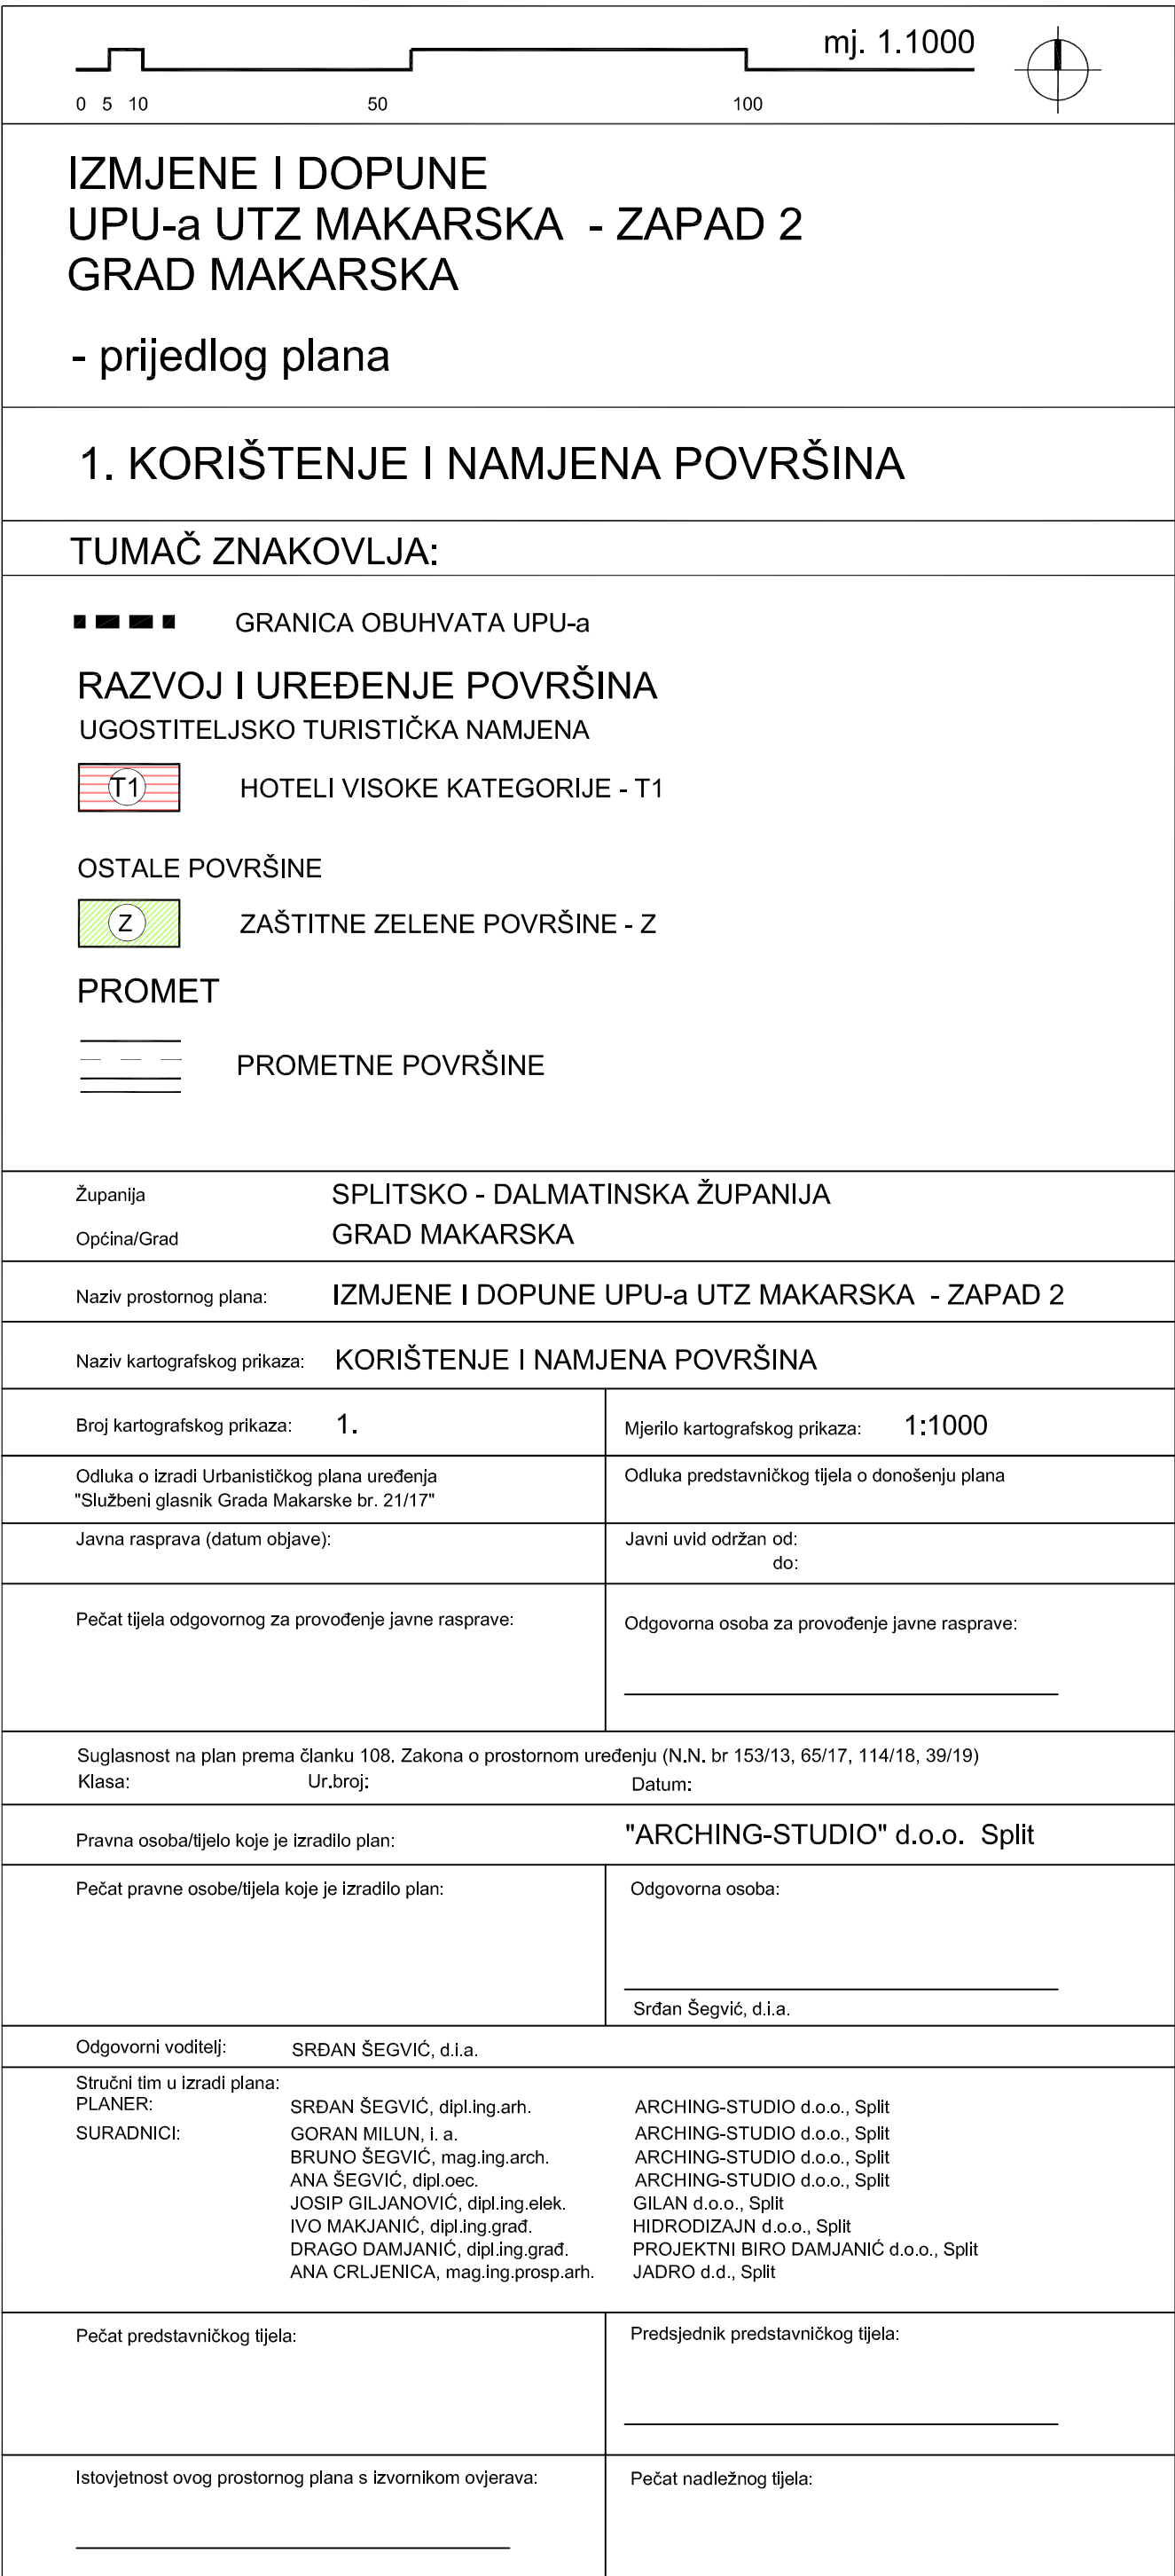 mj. 1.1000
0 5 10 50 100
IZMJENE I DOPUNE
UPU-a UTZ MAKARSKA - ZAPAD 2
GRAD MAKARSKA
- prijedlog plana
1. KORIŠTENJE I NAMJENA POVRŠINA
TUMAČ ZNAKOVLJA:
GRANICA OBUHVATA UPU-a
RAZVOJ I UREĐENJE POVRŠINA
UGOSTITELJSKO TURISTIČKA NAMJENA
T1 HOTELI VISOKE KATEGORIJE - T1
OSTALE POVRŠINE
Z ZAŠTITNE ZELENE POVRŠINE - Z
PROMET
PROMETNE POVRŠINE
Županija SPLITSKO - DALMATINSKA ŽUPANIJA
Općina/Grad GRAD MAKARSKA
Naziv prostornog plana: IZMJENE I DOPUNE UPU-a UTZ MAKARSKA - ZAPAD 2
Naziv kartografskog prikaza: KORIŠTENJE I NAMJENA POVRŠINA
Broj kartografskog prikaza: 1.
Mjerilo kartografskog prikaza: 1:1000
Odluka o izradi Urbanističkog plana uređenja
"Službeni glasnik Grada Makarske br. 21/17"
Odluka predstavničkog tijela o donošenju plana
Javna rasprava (datum objave):
Javni uvid održan od:
do:
Pečat tijela odgovornog za provođenje javne rasprave:
Odgovorna osoba za provođenje javne rasprave:
Suglasnost na plan prema članku 108. Zakona o prostornom uređenju (N.N. br 153/13, 65/17, 114/18, 39/19)
Klasa: Ur.broj: Datum:
Pravna osoba/tijelo koje je izradilo plan: "ARCHING-STUDIO" d.o.o. Split
Pečat pravne osobe/tijela koje je izradilo plan:
Odgovorna osoba:
Srđan Šegvić, d.i.a.
Odgovorni voditelj: SRĐAN ŠEGVIĆ, d.i.a.
Stručni tim u izradi plana:
PLANER: SRĐAN ŠEGVIĆ, dipl.ing.arh. ARCHING-STUDIO d.o.o., Split
SURADNICI: GORAN MILUN, i. a. ARCHING-STUDIO d.o.o., Split
BRUNO ŠEGVIĆ, mag.ing.arch. ARCHING-STUDIO d.o.o., Split
ANA ŠEGVIĆ, dipl.oec. ARCHING-STUDIO d.o.o., Split
JOSIP GILJANOVIĆ, dipl.ing.elek. GILAN d.o.o., Split
IVO MAKJANIĆ, dipl.ing.građ. HIDRODIZAJN d.o.o., Split
DRAGO DAMJANIĆ, dipl.ing.građ. PROJEKTNI BIRO DAMJANIĆ d.o.o., Split
ANA CRLJENICA, mag.ing.prosp.arh. JADRO d.d., Split
Pečat predstavničkog tijela:
Predsjednik predstavničkog tijela:
Istovjetnost ovog prostornog plana s izvornikom ovjerava:
Pečat nadležnog tijela: